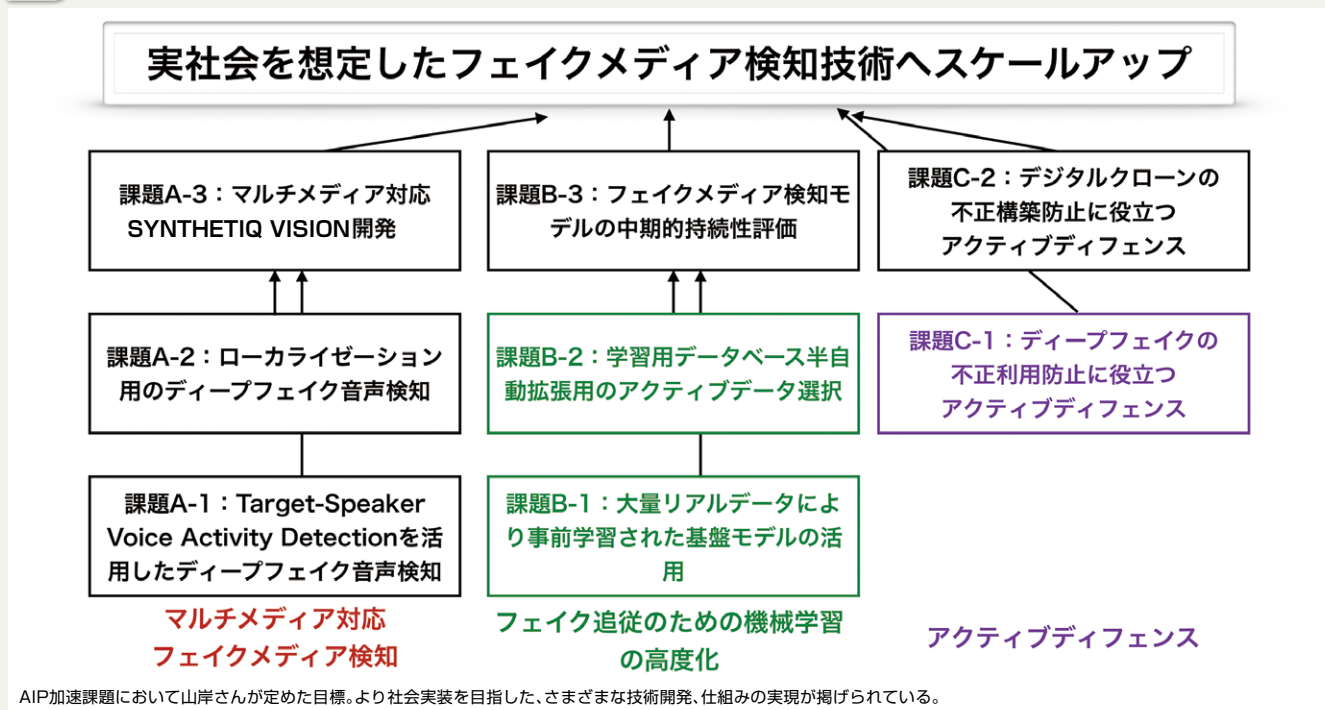 実社会を想定したフェイクメディア検知技術へスケールアップ
課題A-3：マルチメディア対応
SYNTHETIQ VISION開発
課題B-3：フェイクメディア検知モ
デルの中期的持続性評価
課題C-2：デジタルクローンの
不正構築防止に役立つ
アクティブディフェンス
課題A-2：ローカライゼーション
用のディープフェイク音声検知
課題B-2：学習用データベース半自
動拡張用のアクティブデータ選択
課題C-1：ディープフェイクの
不正利用防止に役立つ
アクティブディフェンス
課題A-1：Target-Speaker
Voice Activity Detectionを活
用したディープフェイク音声検知
課題B-1：大量リアルデータによ
り事前学習された基盤モデルの活
用
マルチメディア対応
フェイクメディア検知
フェイク追従のための機械学習
の高度化
アクティブディフェンス
AIP加速課題において山岸さんが定めた目標。より社会実装を目指した、さまざまな技術開発、仕組みの実現が掲げられている。